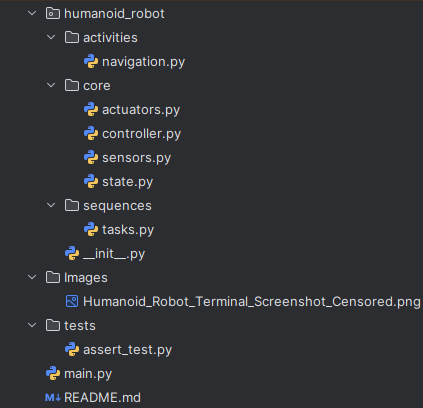 humanoid_robot
activities
navigation.py
core
actuators.py
controller.py
sensors.py
state.py
sequences
tasks.py
__init__.py
Images
Humanoid_Robot_Terminal_Screenshot_Censored.png
tests
assert_test.py
main.py
M↓ README.md